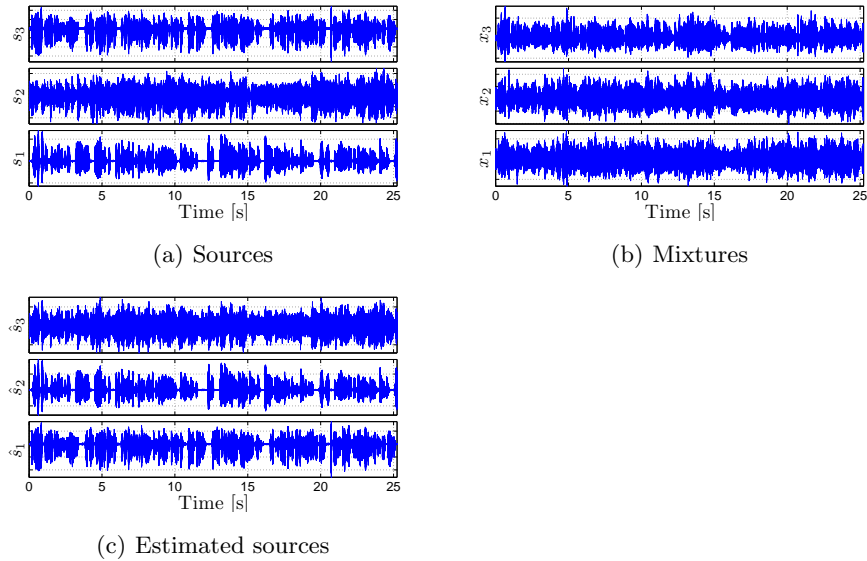 s₃
s₂
s₁
0 5 10 15 20 25
Time [s]
(a) Sources
x₃
x₂
x₁
0 5 10 15 20 25
Time [s]
(b) Mixtures
ŝ₃
ŝ₂
ŝ₁
0 5 10 15 20 25
Time [s]
(c) Estimated sources